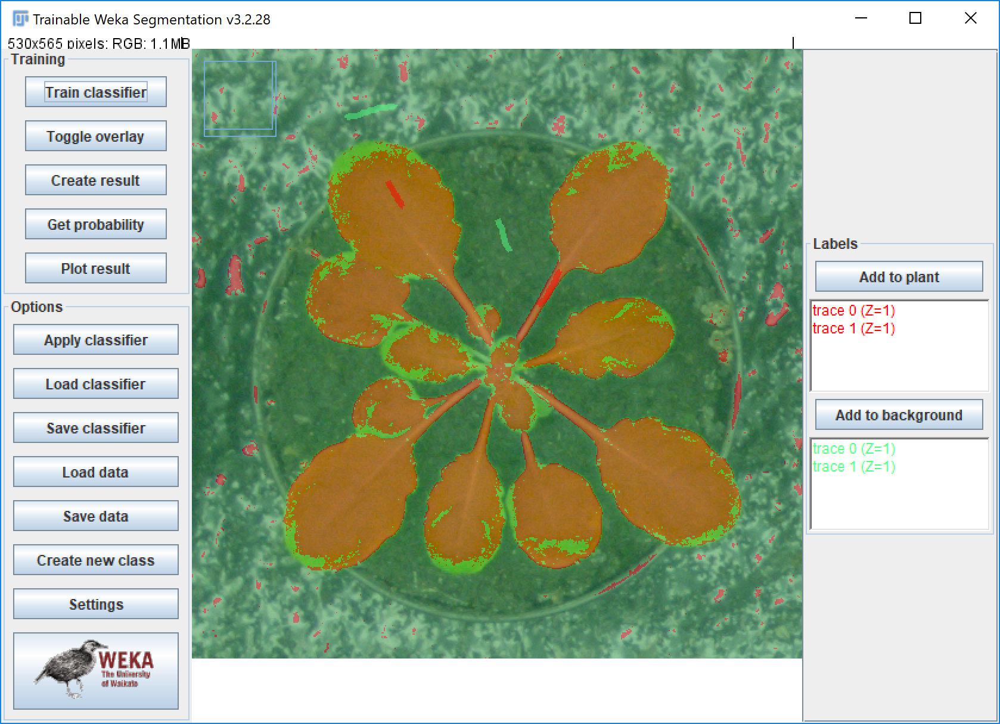 Trainable Weka Segmentation v3.2.28
530x565 pixels; RGB; 1.1MB
Training
Train classifier
Toggle overlay
Create result
Get probability
Plot result
Options
Apply classifier
Load classifier
Save classifier
Load data
Save data
Create new class
Settings
WEKA
The University
of Waikato
Labels
Add to plant
trace 0 (Z=1)
trace 1 (Z=1)
Add to background
trace 0 (Z=1)
trace 1 (Z=1)